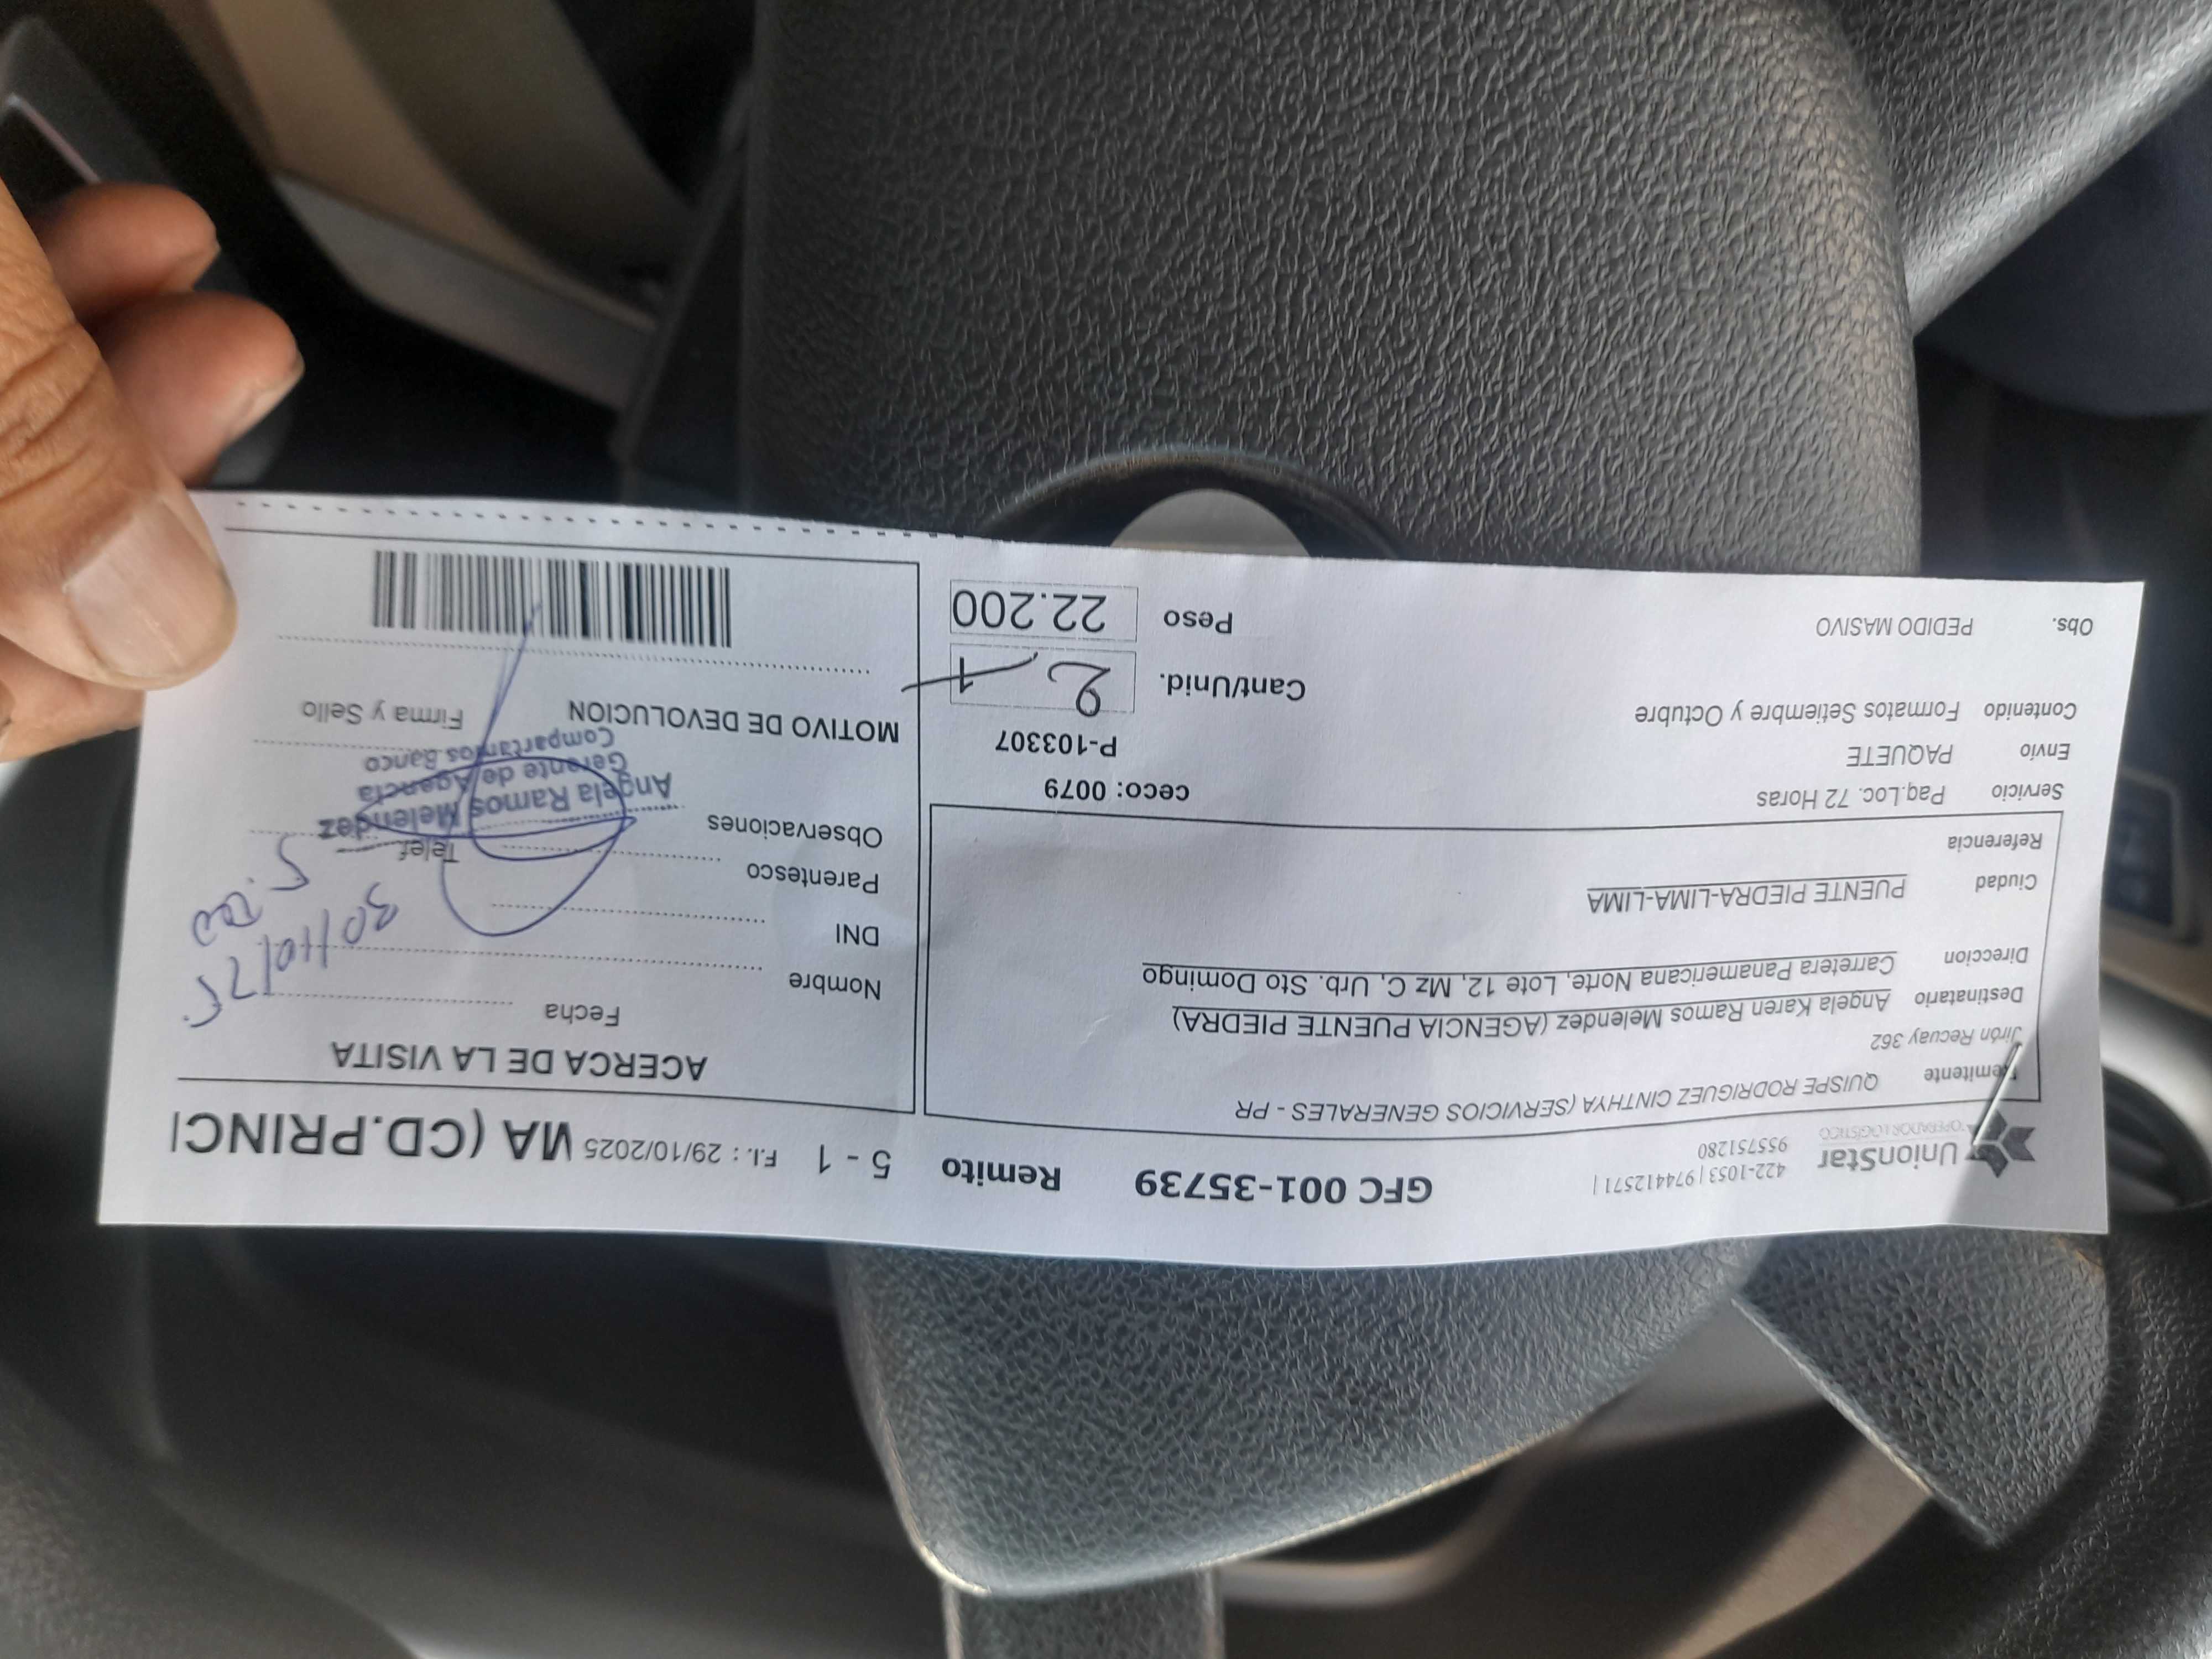 UnionStar
OPERADOR LOGÍSTICO
422-1053 | 974412571 |
955751280
GFC 001-35739
Remito
5 - 1
F.I. : 29/10/2025
MA (CD.PRINCI
Remitente QUISPE RODRIGUEZ CINTHYA (SERVICIOS GENERALES - PR
Jirón Recuay 362
Destinatario Angela Karen Ramos Melendez (AGENCIA PUENTE PIEDRA)
Direccion Carretera Panamericana Norte, Lote 12, Mz C, Urb. Sto Domingo
Ciudad PUENTE PIEDRA-LIMA-LIMA
Referencia
Servicio Paq.Loc. 72 Horas
Envio PAQUETE
Contenido Formatos Setiembre y Octubre
Obs. PEDIDO MASIVO
ceco: 0079
P-103307
Cant/Unid. 2 1
Peso 22.200
ACERCA DE LA VISITA
Fecha 30/10/25
Nombre
DNI
Parentesco
Telef.
Observaciones
Angela Ramos Melendez
Gerente de Agencia
Compartamos Banco
MOTIVO DE DEVOLUCION
Firma y Sello